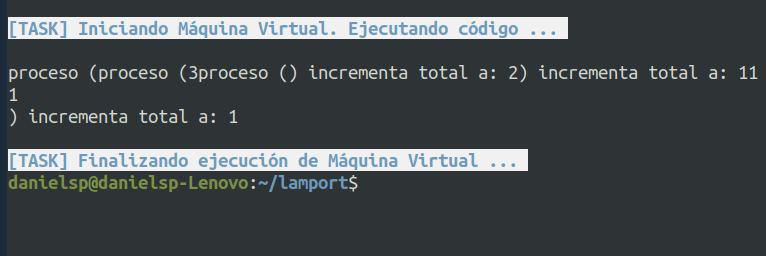 [TASK] Iniciando Máquina Virtual. Ejecutando código ...
proceso (proceso (3proceso () incrementa total a: 2) incrementa total a: 11
1
) incrementa total a: 1
[TASK] Finalizando ejecución de Máquina Virtual ...
danielsp@danielsp-Lenovo:~/lamport$